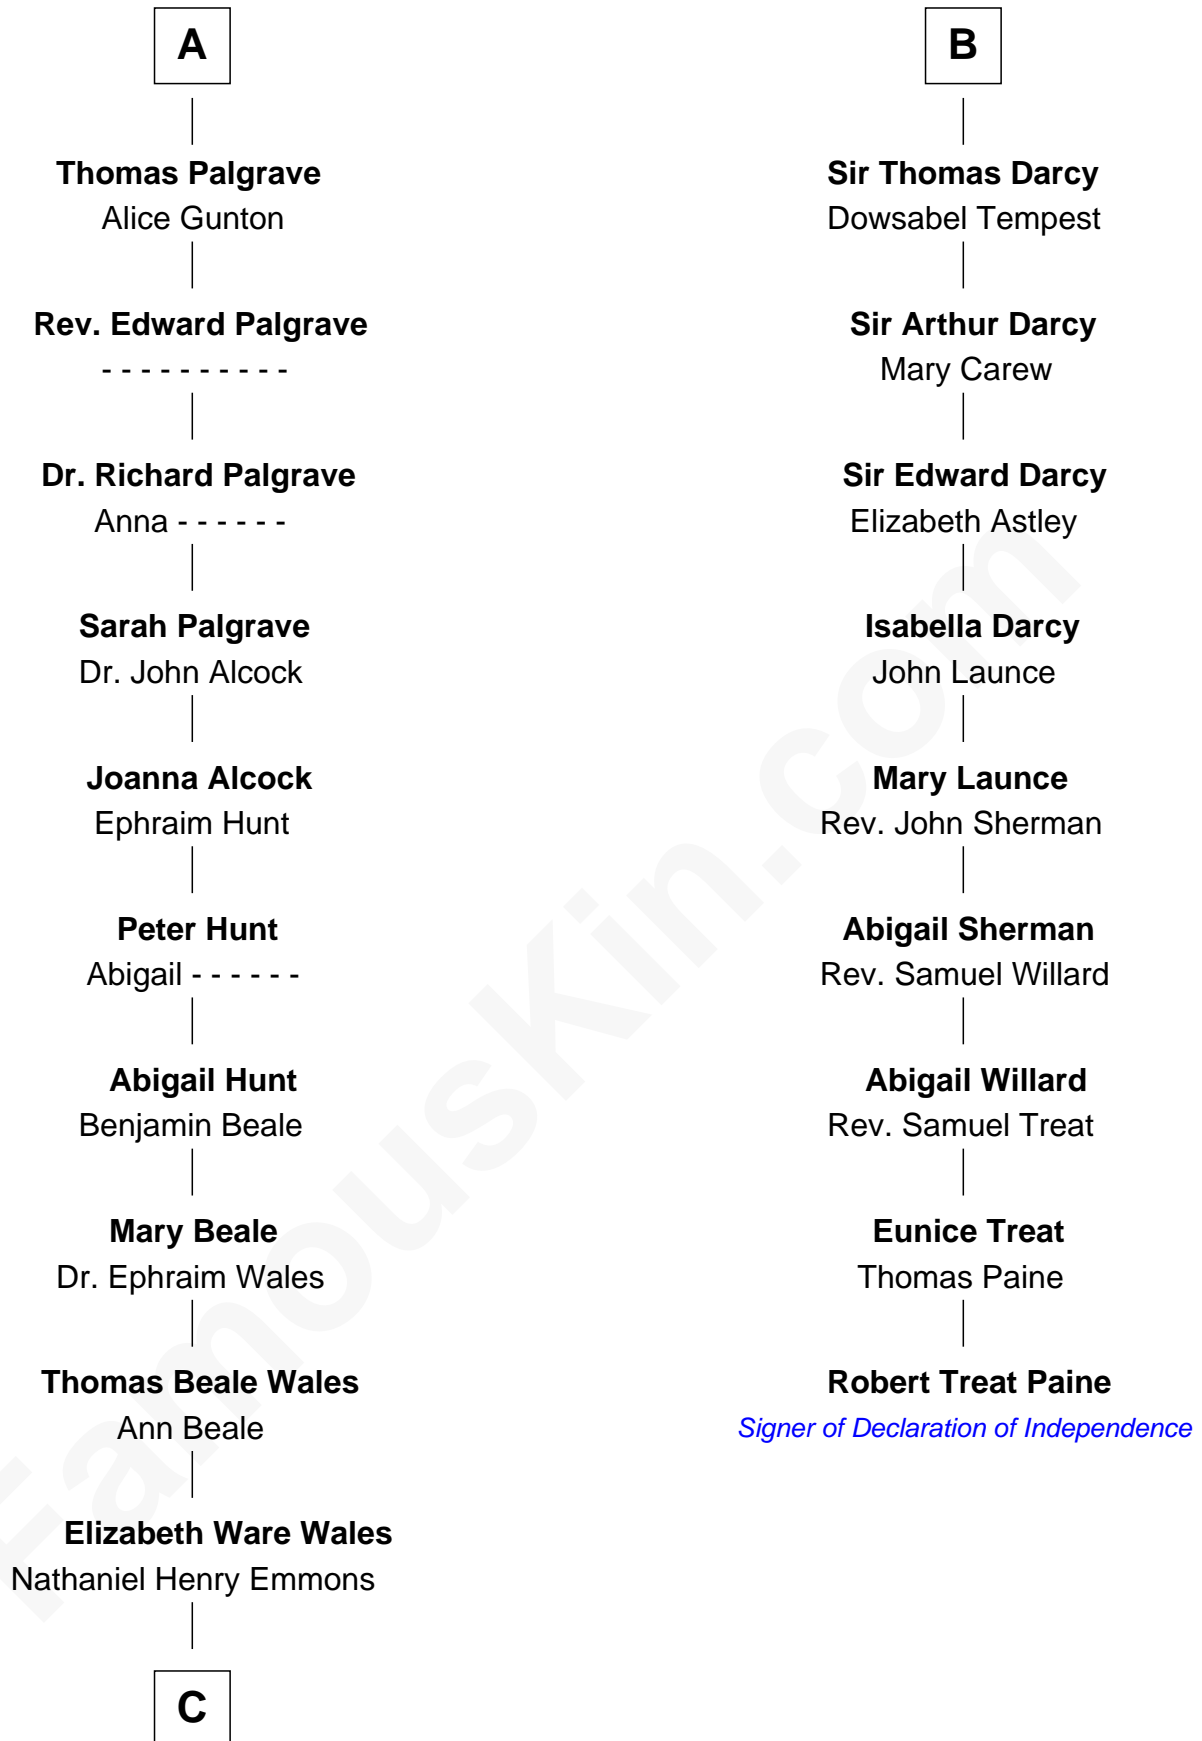 A
Thomas Palgrave
Alice Gunton
Rev. Edward Palgrave
- - - - - - - - - -
Dr. Richard Palgrave
Anna - - - - - -
Sarah Palgrave
Dr. John Alcock
Joanna Alcock
Ephraim Hunt
Peter Hunt
Abigail - - - - - -
Abigail Hunt
Benjamin Beale
Mary Beale
Dr. Ephraim Wales
Thomas Beale Wales
Ann Beale
Elizabeth Ware Wales
Nathaniel Henry Emmons
C
B
Sir Thomas Darcy
Dowsabel Tempest
Sir Arthur Darcy
Mary Carew
Sir Edward Darcy
Elizabeth Astley
Isabella Darcy
John Launce
Mary Launce
Rev. John Sherman
Abigail Sherman
Rev. Samuel Willard
Abigail Willard
Rev. Samuel Treat
Eunice Treat
Thomas Paine
Robert Treat Paine
Signer of Declaration of Independence
FamousKin.com